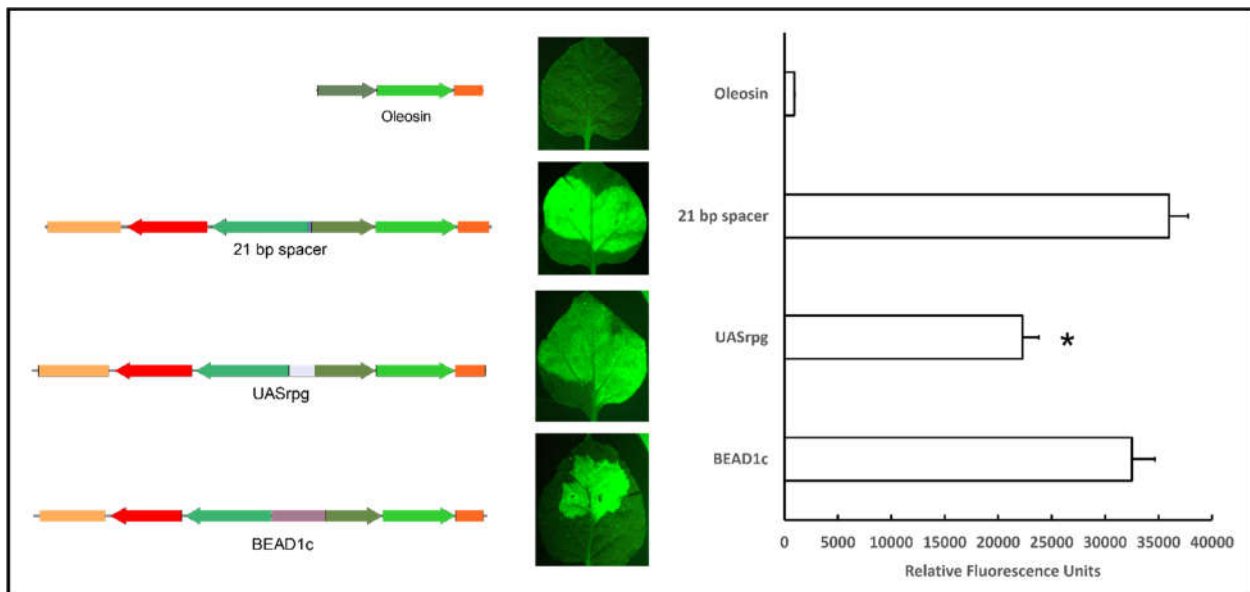 Oleosin
21 bp spacer
UASrpg
BEAD1c
Oleosin
21 bp spacer
UASrpg
*
BEAD1c
0 5000 10000 15000 20000 25000 30000 35000 40000
Relative Fluorescence Units